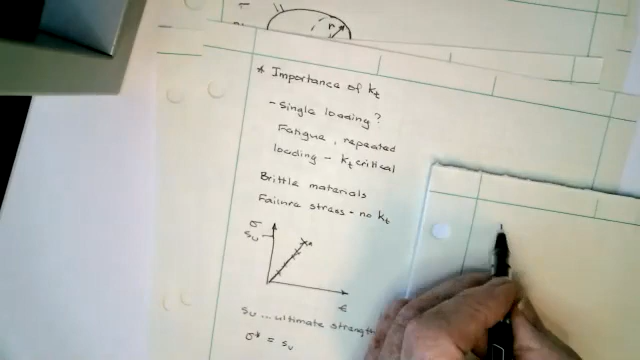 σ
r
* Importance of Kt
- Single loading?
Fatigue, repeated
loading - Kt critical
Brittle materials
Failure stress - no Kt
σ
Su
x
ε
Su ... ultimate strength
σ* = Su